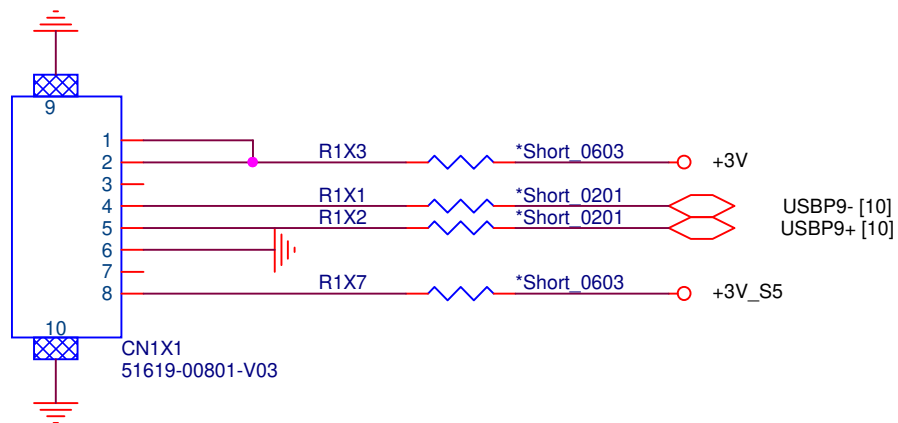 9
1
R1X3 *Short_0603
2 +3V
3
R1X1 *Short_0201
4 USBP9- [10]
R1X2 *Short_0201
5 USBP9+ [10]
6
7
R1X7 *Short_0603
8 +3V_S5
10
CN1X1
51619-00801-V03